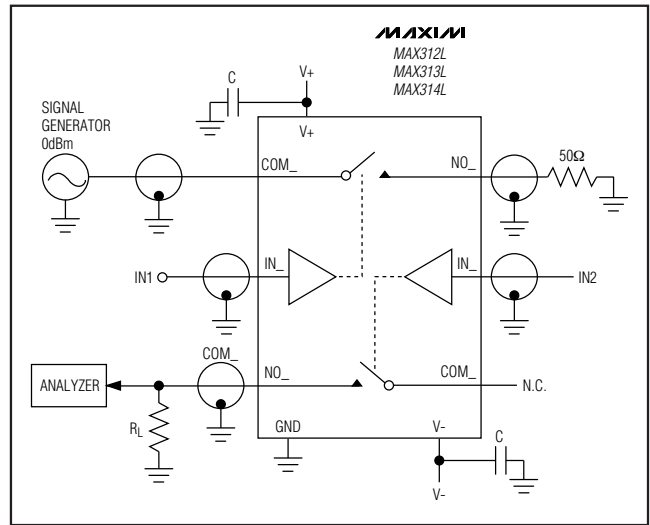 MAXIM
MAX312L
MAX313L
MAX314L
C
V+
V+
SIGNAL
GENERATOR
0dBm
COM_
NO_
50Ω
IN1
IN_
IN_
IN2
COM_
ANALYZER
NO_
COM_
N.C.
RL
GND
V-
C
V-